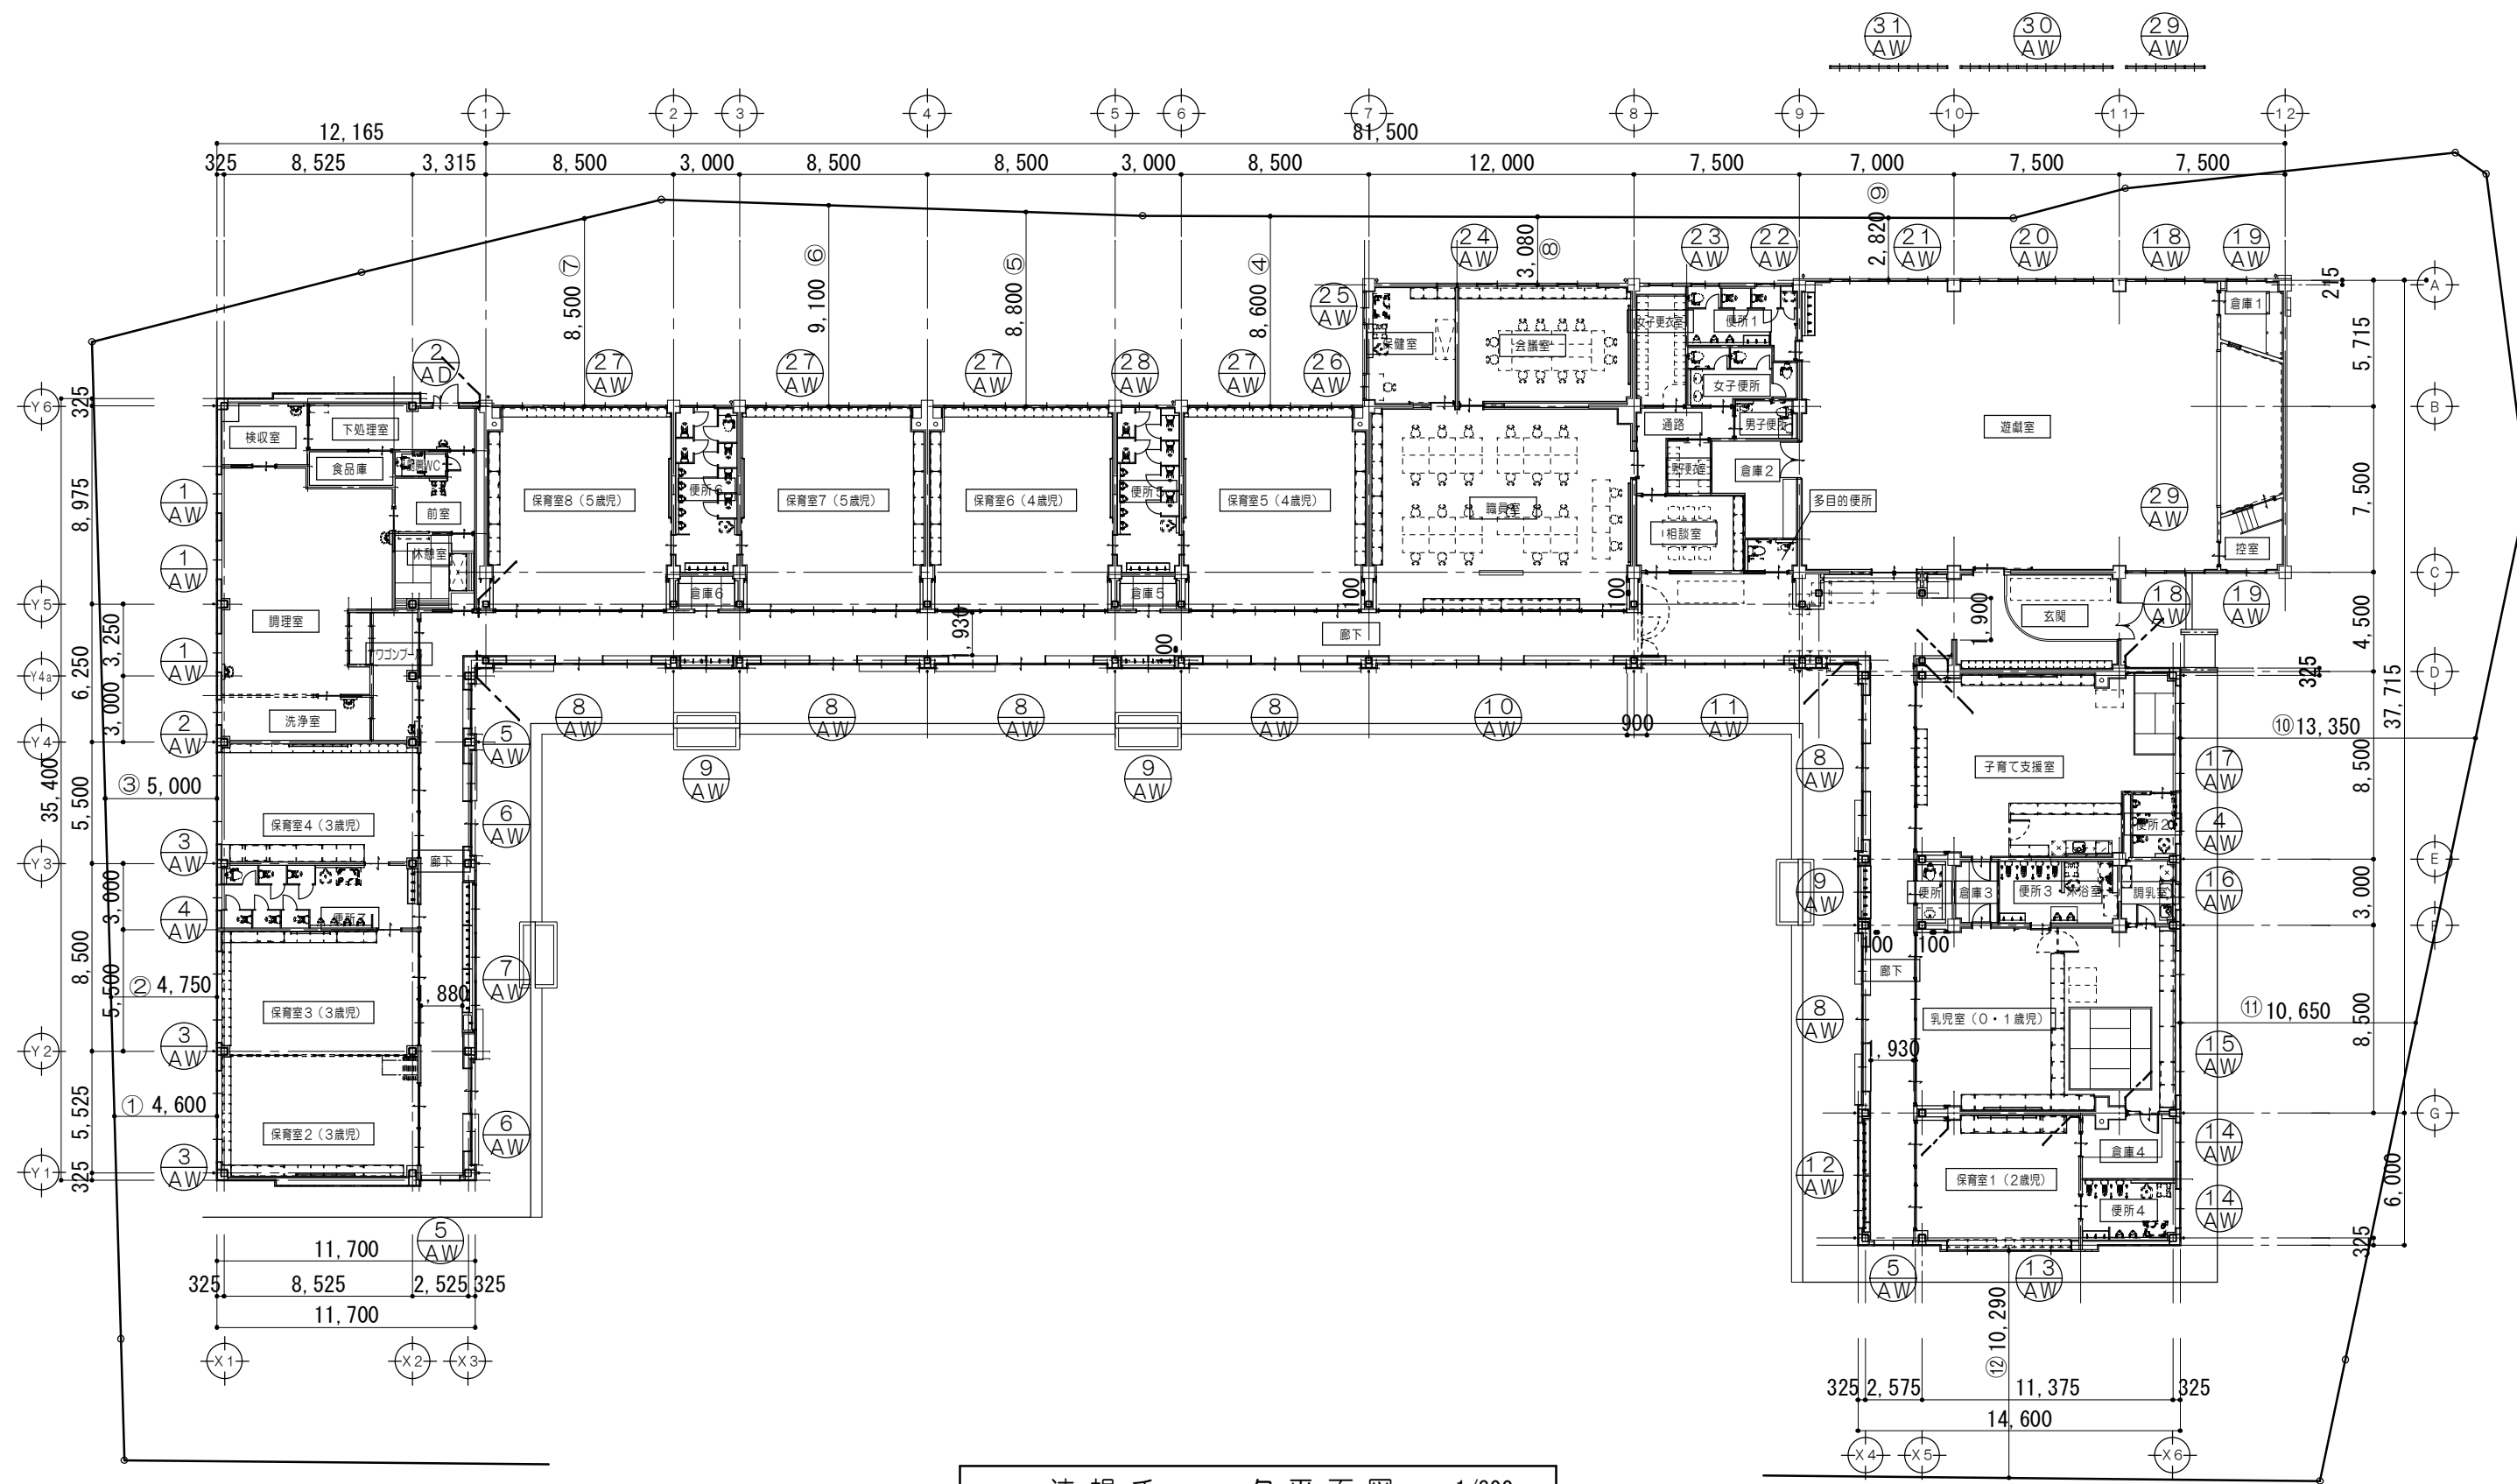 31 AW 30 AW 29 AW
1 2 3 4 5 6 7 8 9 10 11 12
12,165 81,500
325 8,525 3,315 8,500 3,000 8,500 8,500 3,000 8,500 12,000 7,500 7,000 7,500 7,500
8,500 ⑦
9,100 ⑥
8,800 ⑤
8,600 ④
3,080 ⑧
2,820 ⑨
24 AW 23 AW 22 AW 21 AW 20 AW 18 AW 19 AW
25 AW
2 AD 27 AW 27 AW 27 AW 28 AW 27 AW 26 AW
A
215
5,715
B
7,500
C
4,500
D
325
37,715
8,500
E
3,000
F
8,500
G
6,000
325
Y6
325
8,975
Y5
3,250
6,250
Y4a
3,000
Y4
35,400
5,500
Y3
3,000
8,500
5,500
Y2
5,525
Y1
325
倉庫1
会議室
便所1
女子便所
検収室
下処理室
食品庫
通路
男子便所
遊戯室
倉庫2
前室
保育室8(5歳児)
便所6
保育室7(5歳児)
保育室6(4歳児)
便所5
保育室5(4歳児)
職員室
多目的便所
相談室
休憩室
控室
29 AW
1 AW
1 AW
1 AW
2 AW
倉庫6
倉庫5
調理室
930
廊下
玄関
1,900
18 AW 19 AW
洗浄室
8 AW 8 AW 8 AW 8 AW 10 AW 11 AW
900
9 AW 9 AW
5 AW
6 AW
7 AW
6 AW
③ 5,000
保育室4(3歳児)
3 AW
廊下
4 AW
便所7
② 4,750
保育室3(3歳児)
3 AW
① 4,600
保育室2(3歳児)
3 AW
5 AW
⑩ 13,350
子育て支援室
8 AW
17 AW
便所2
4 AW
9 AW
便所
倉庫3
便所3
沐浴室
調乳室
16 AW
100 100
廊下
⑪ 10,650
乳児室(0・1歳児)
8 AW
1,930
15 AW
倉庫4
14 AW
12 AW
保育室1(2歳児)
便所4
14 AW
5 AW 13 AW
11,700
325 8,525 2,525 325
11,700
X1 X2 X3
⑫ 10,290
325 2,575 11,375 325
14,600
X4 X5 X6